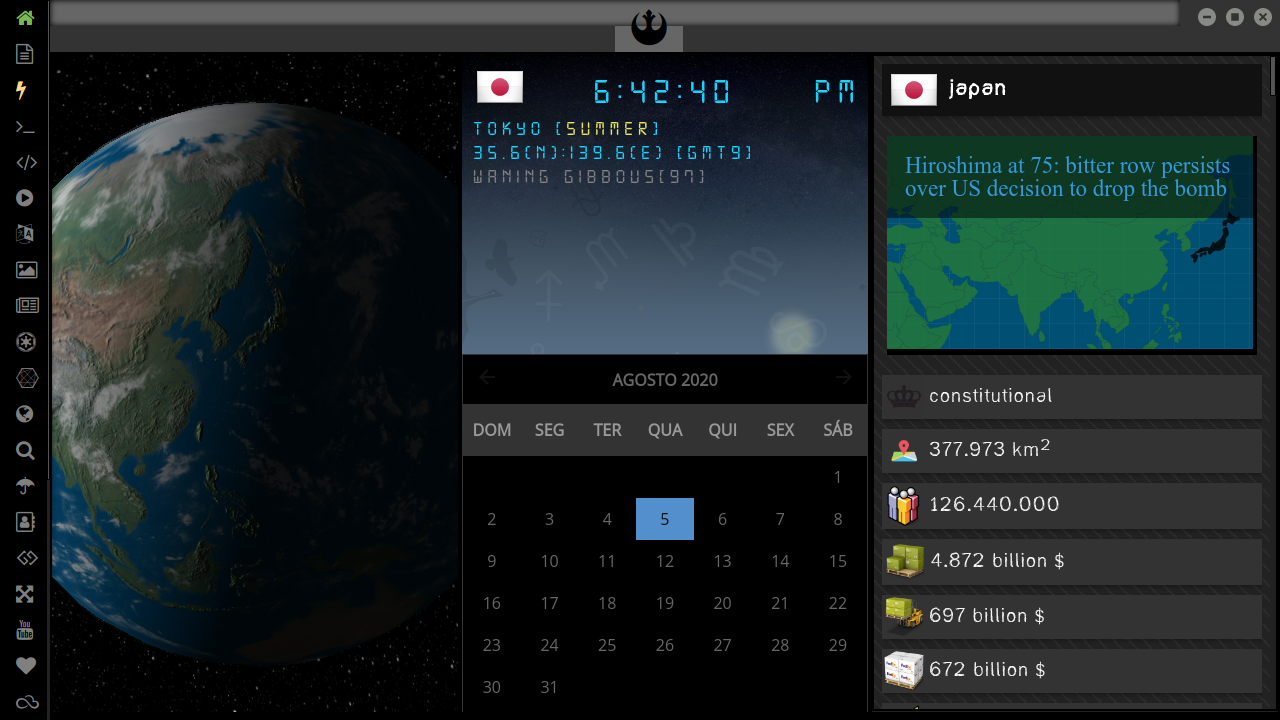 6:42:40 PM
TOKYO [SUMMER]
35.6(N):139.6(E) [GMT9]
WANING GIBBOUS[97]
AGOSTO 2020
DOM SEG TER QUA QUI SEX SÁB
1
2 3 4 5 6 7 8
9 10 11 12 13 14 15
16 17 18 19 20 21 22
23 24 25 26 27 28 29
30 31
japan
Hiroshima at 75: bitter row persists
over US decision to drop the bomb
constitutional
377.973 km²
126.440.000
4.872 billion $
697 billion $
672 billion $
You
Tube
FedEx